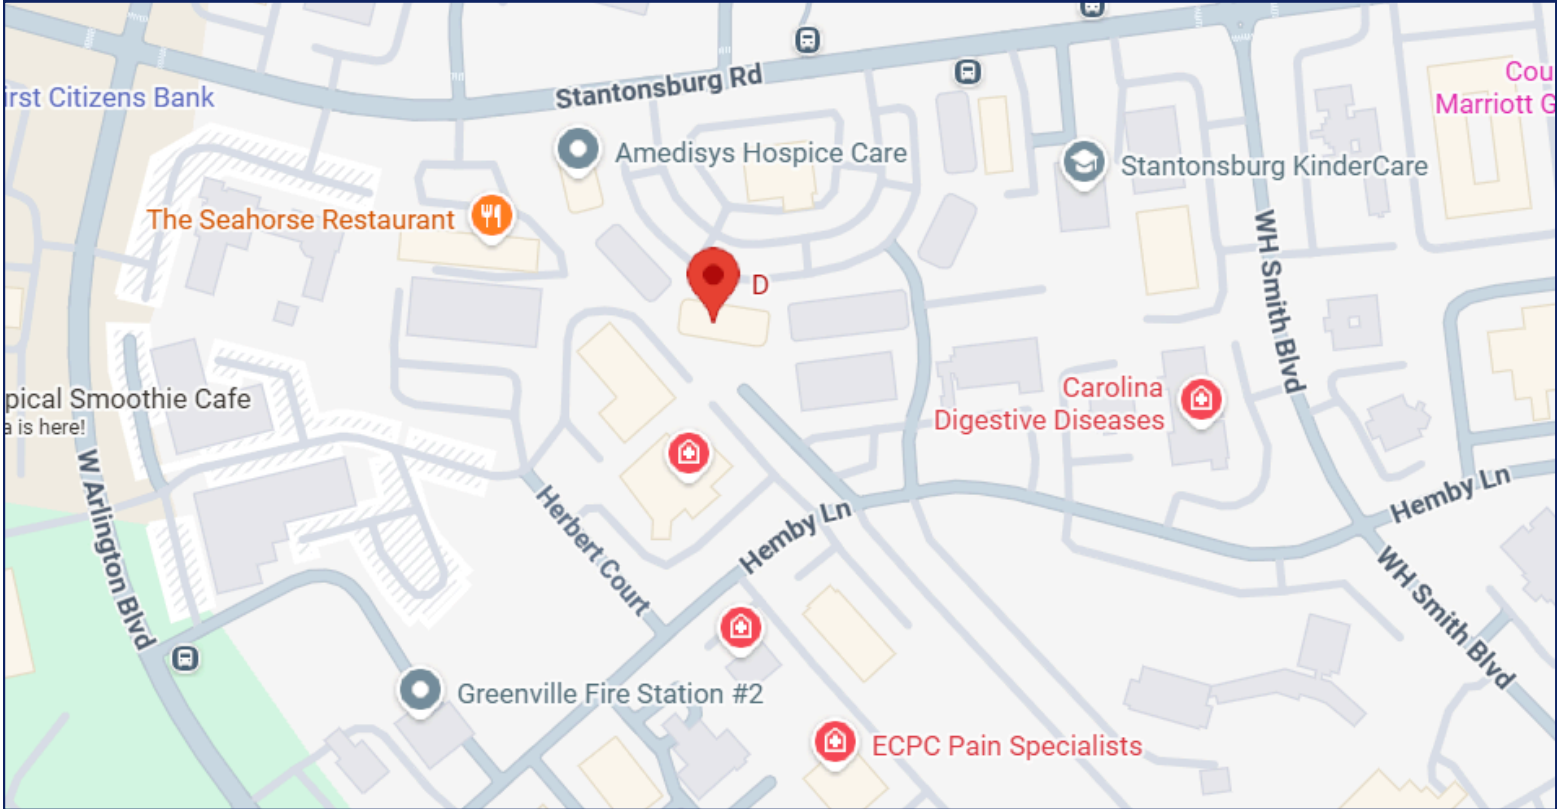 Stantonsburg Rd
Cou
Marriott G
irst Citizens Bank
Amedisys Hospice Care
Stantonsburg KinderCare
The Seahorse Restaurant
WH Smith Blvd
D
pical Smoothie Cafe
a is here!
Carolina
Digestive Diseases
W Arlington Blvd
Herbert Court
Hemby Ln
Hemby Ln
WH Smith Blvd
Greenville Fire Station #2
ECPC Pain Specialists